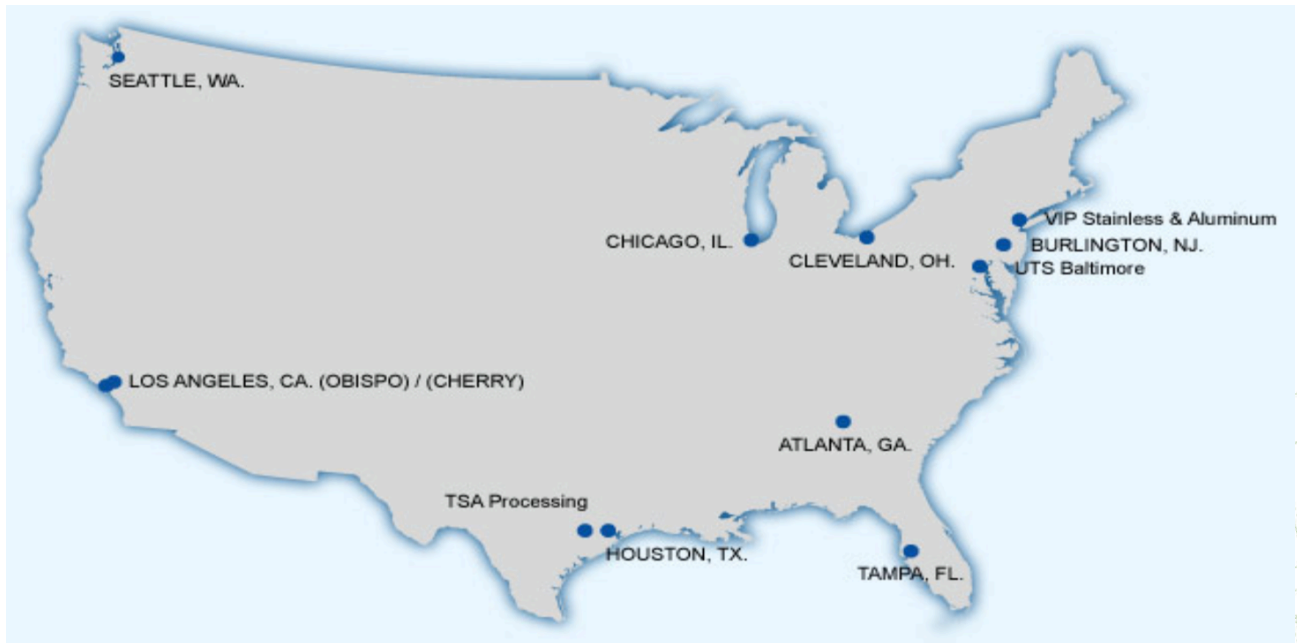 SEATTLE, WA.
VIP Stainless & Aluminum
CHICAGO, IL.
BURLINGTON, NJ.
CLEVELAND, OH.
UTS Baltimore
LOS ANGELES, CA. (OBISPO) / (CHERRY)
ATLANTA, GA.
TSA Processing
HOUSTON, TX.
TAMPA, FL.